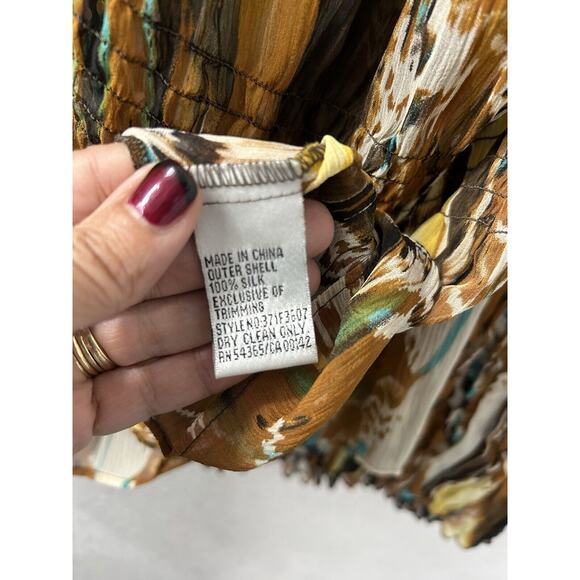 MADE IN CHINA
OUTER SHELL
100% SILK
EXCLUSIVE OF
TRIMMING
STYLE NO:371F3607
DRY CLEAN ONLY
RN 54365/CA 00142